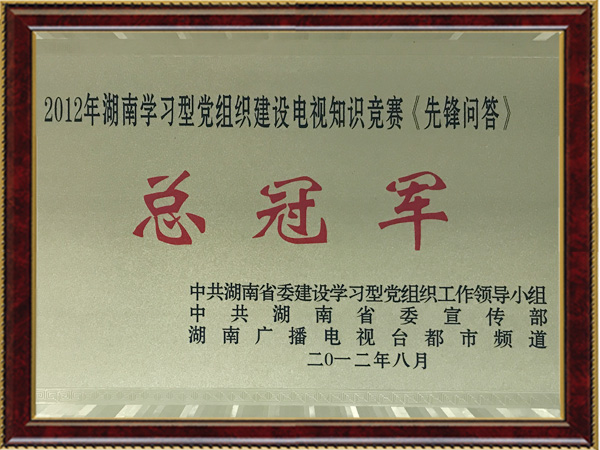 2012年湖南学习型党组织建设电视知识竞赛《先锋问答》
总冠军
中共湖南省委建设学习型党组织工作领导小组
中共湖南省委宣传部
湖南广播电视台都市频道
二〇一二年八月